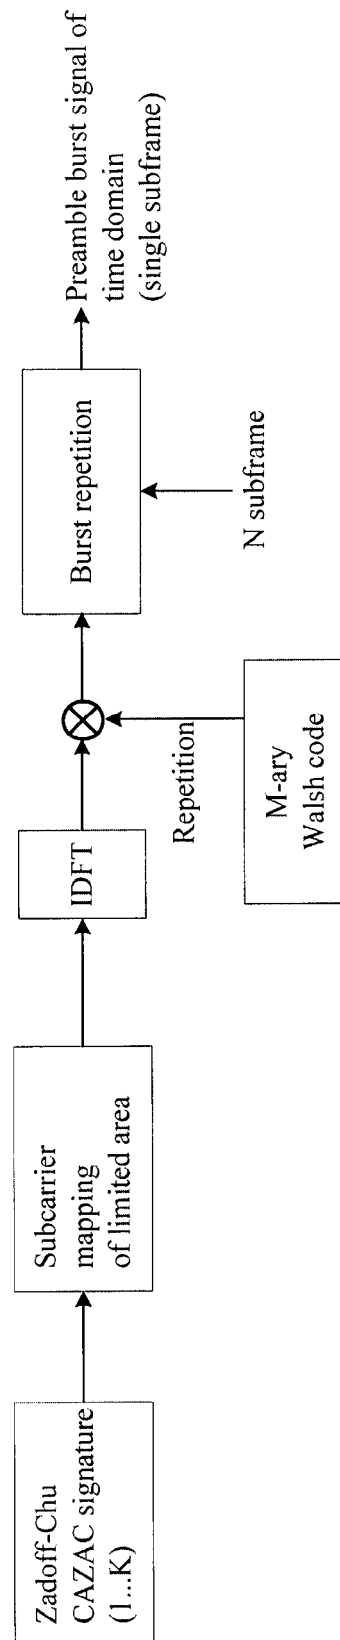 Zadoff-Chu
CAZAC signature
(1...K)
Subcarrier
mapping
of limited area
IDFT
Repetition
M-ary
Walsh code
Burst repetition
N subframe
Preamble burst signal of
time domain
(single subframe)